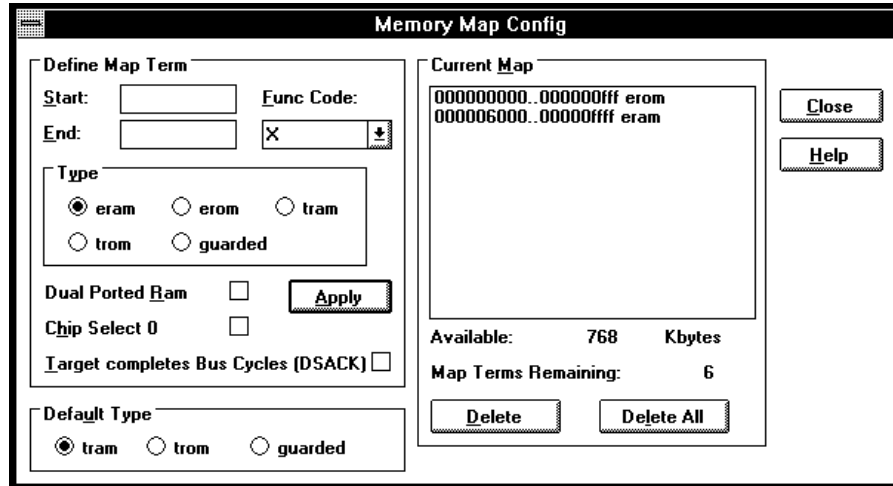 Memory Map Config
Define Map Term
Start:
Func Code:
End:
X
Type
eram erom tram
trom guarded
Dual Ported Ram
Apply
Chip Select 0
Target completes Bus Cycles (DSACK)
Default Type
tram trom guarded
Current Map
000000000..000000fff erom
000006000..00000ffff eram
Available: 768 Kbytes
Map Terms Remaining: 6
Delete Delete All
Close
Help